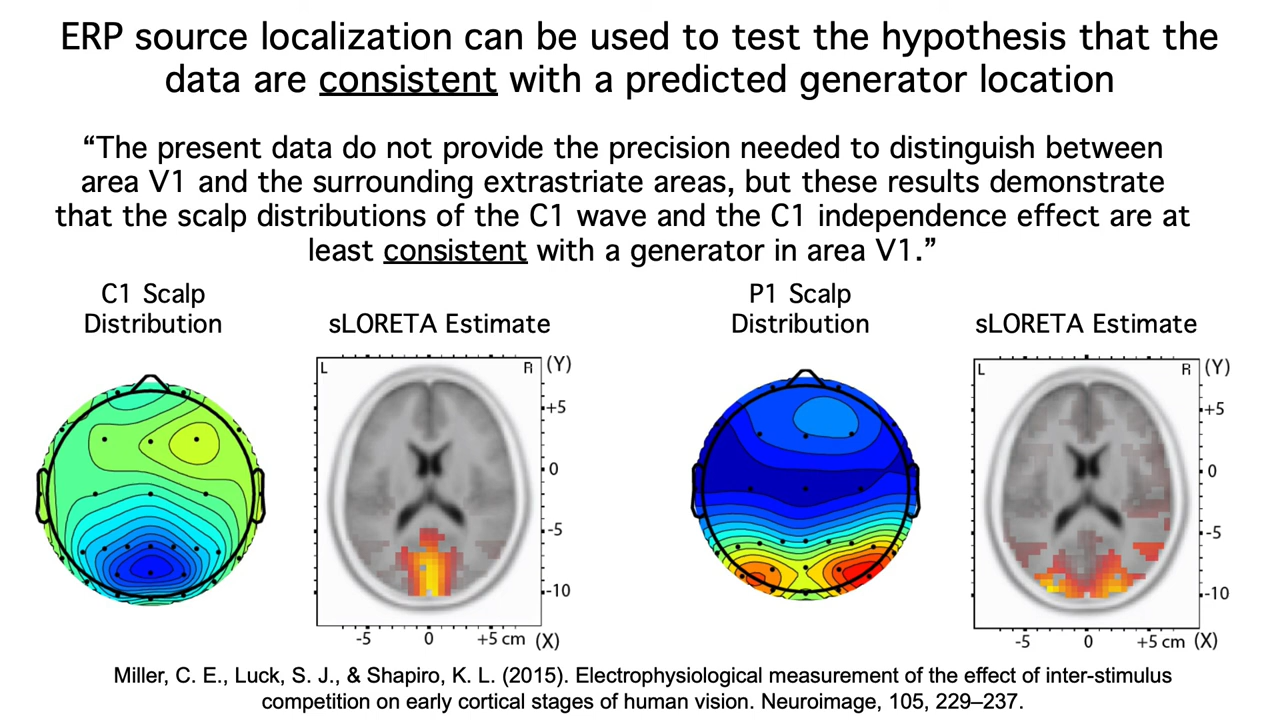 ERP source localization can be used to test the hypothesis that the
data are consistent with a predicted generator location
“The present data do not provide the precision needed to distinguish between
area V1 and the surrounding extrastriate areas, but these results demonstrate
that the scalp distributions of the C1 wave and the C1 independence effect are at
least consistent with a generator in area V1.”
C1 Scalp
Distribution
sLORETA Estimate
P1 Scalp
Distribution
sLORETA Estimate
L R (Y)
+5
0
-5
-10
-5 0 +5 cm (X)
L R (Y)
+5
0
-5
-10
-5 0 +5 cm (X)
Miller, C. E., Luck, S. J., & Shapiro, K. L. (2015). Electrophysiological measurement of the effect of inter-stimulus
competition on early cortical stages of human vision. Neuroimage, 105, 229–237.